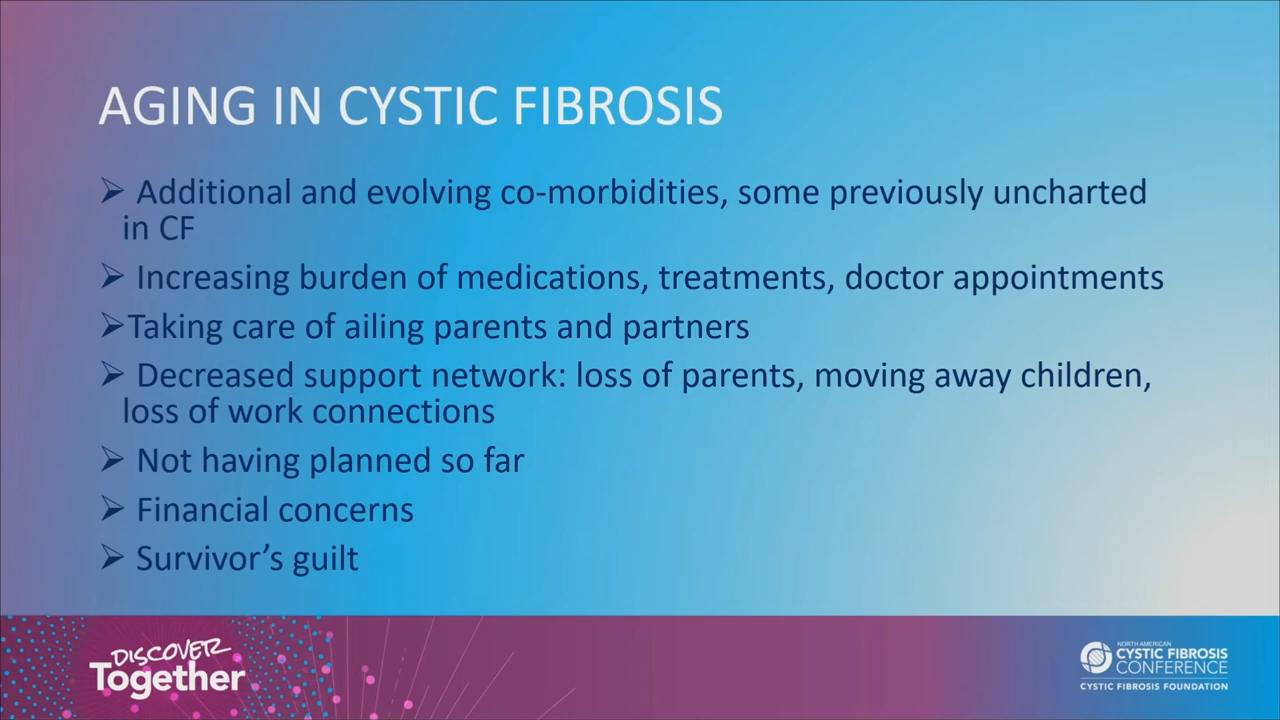 AGING IN CYSTIC FIBROSIS
➢ Additional and evolving co-morbidities, some previously uncharted
in CF
➢ Increasing burden of medications, treatments, doctor appointments
➢Taking care of ailing parents and partners
➢ Decreased support network: loss of parents, moving away children,
loss of work connections
➢ Not having planned so far
➢ Financial concerns
➢ Survivor’s guilt
DISCOVER
Together
NORTH AMERICAN
CYSTIC FIBROSIS
CONFERENCE
CYSTIC FIBROSIS FOUNDATION